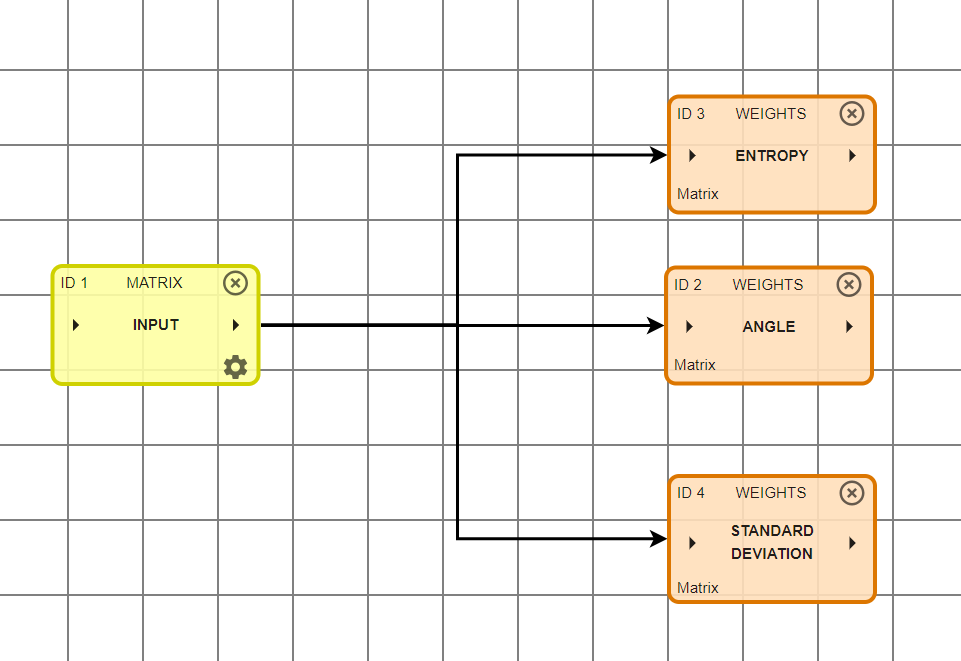 ID 3 WEIGHTS
ENTROPY
Matrix
ID 1 MATRIX
INPUT
ID 2 WEIGHTS
ANGLE
Matrix
ID 4 WEIGHTS
STANDARD
DEVIATION
Matrix